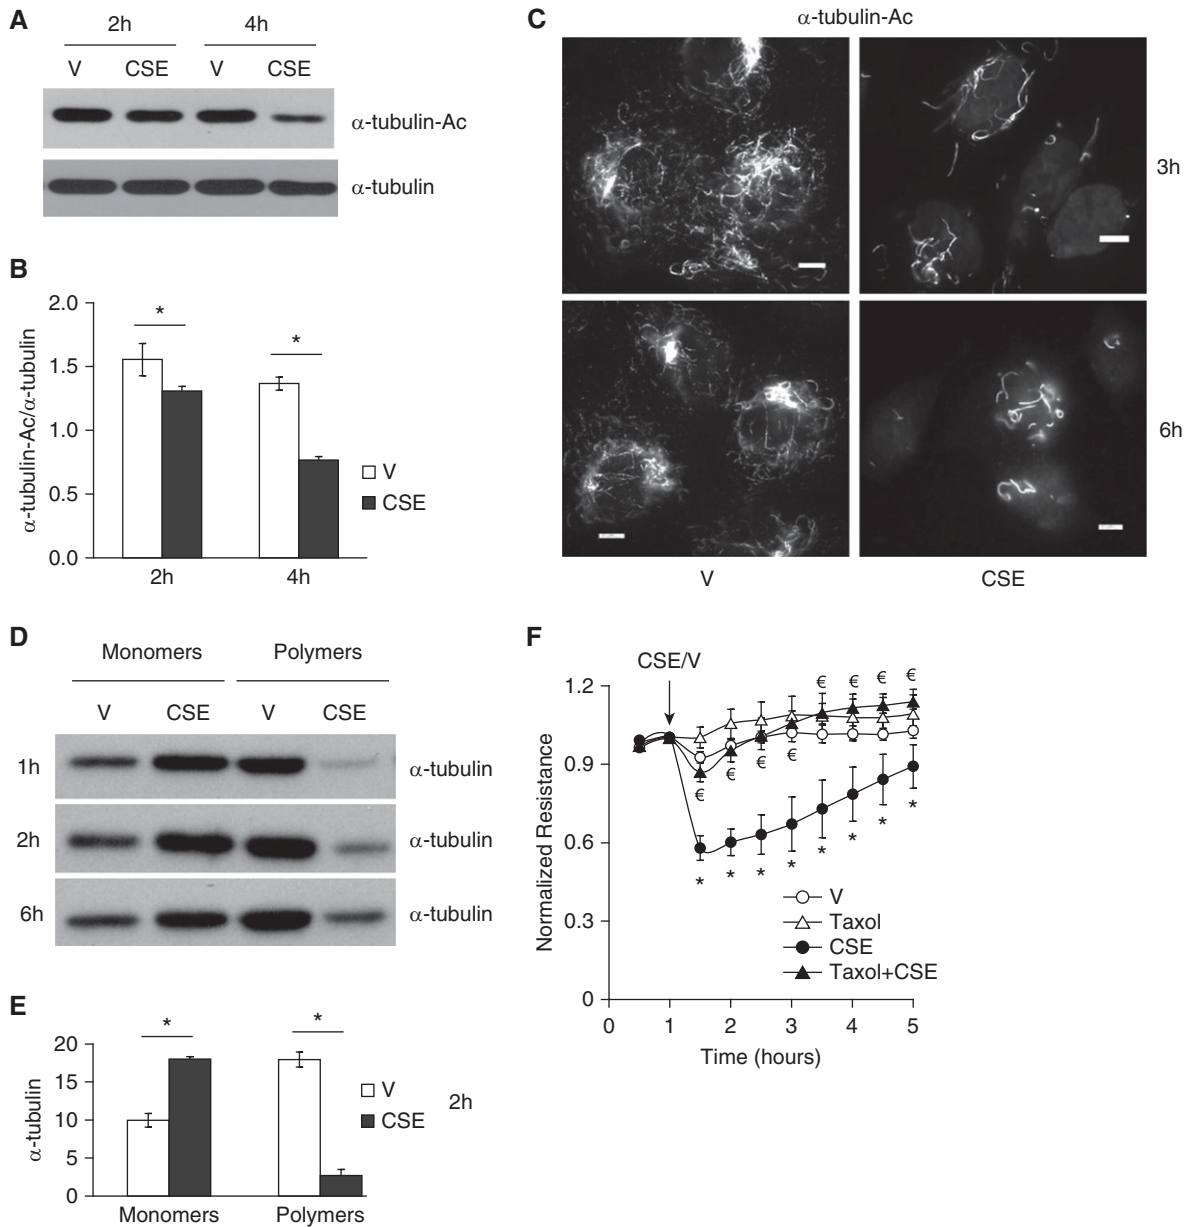 A
2h 4h
V CSE V CSE
α-tubulin-Ac
α-tubulin
B
α-tubulin-Ac/α-tubulin
2.0
1.5
1.0
0.5
0.0
*
*
2h 4h
V
CSE
C
α-tubulin-Ac
3h
6h
V CSE
D
Monomers Polymers
V CSE V CSE
1h α-tubulin
2h α-tubulin
6h α-tubulin
E
α-tubulin
20
15
10
5
0
*
*
Monomers Polymers
V
CSE
2h
F
CSE/V
Normalized Resistance
1.2
0.9
0.6
0.3
0
€ € € €
€ € € €
* * * * * * * *
V
Taxol
CSE
Taxol+CSE
0 1 2 3 4 5
Time (hours)